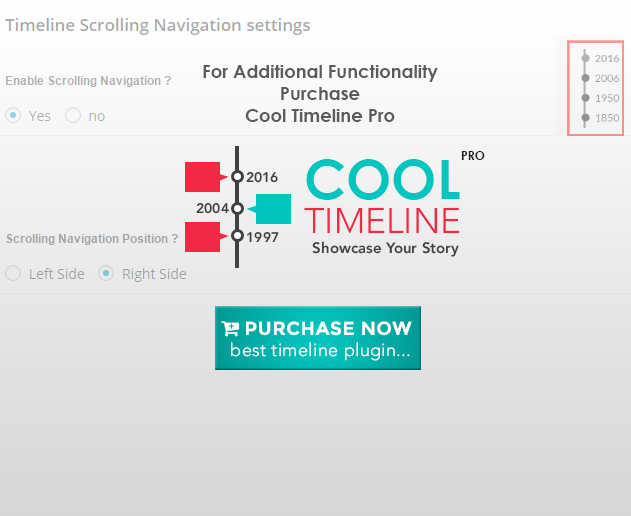 Timeline Scrolling Navigation settings
2016
2006
1950
1850
Enable Scrolling Navigation ?
Yes no
For Additional Functionality
Purchase
Cool Timeline Pro
2016
2004
1997
PRO
COOL
TIMELINE
Showcase Your Story
Scrolling Navigation Position ?
Left Side Right Side
PURCHASE NOW
best timeline plugin...